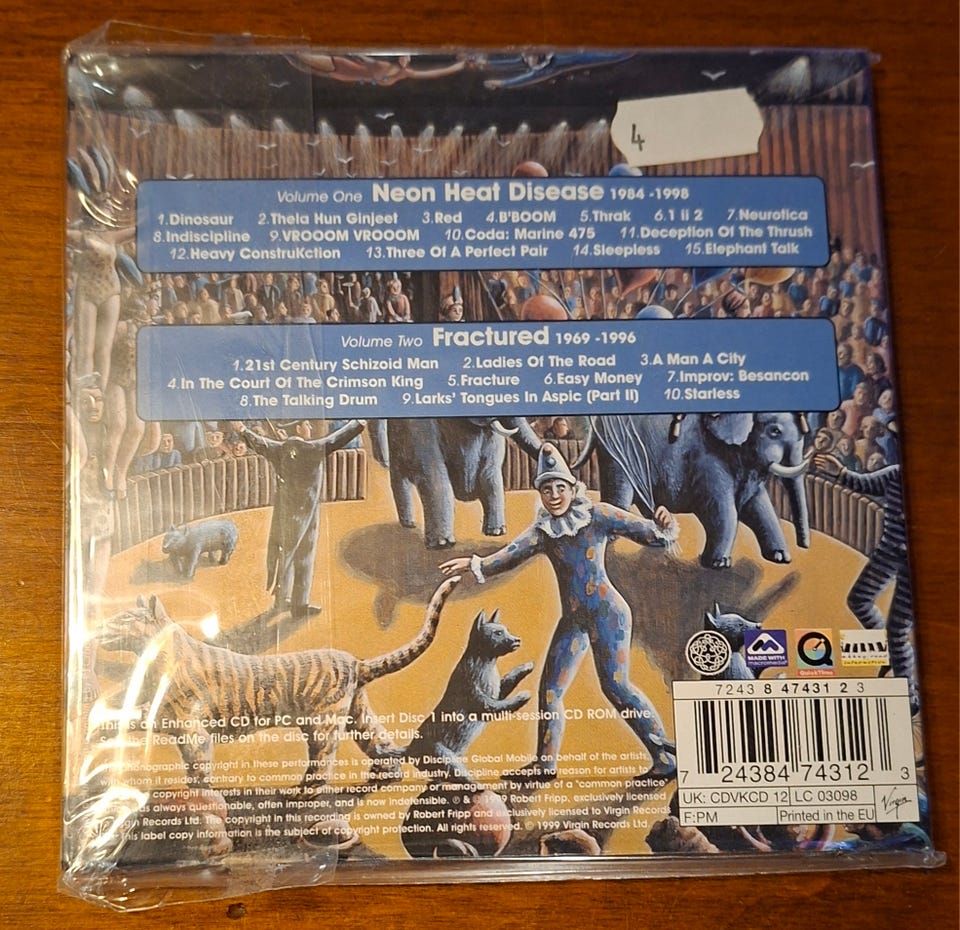 4
Volume One Neon Heat Disease 1984 -1998
1.Dinosaur 2.Thela Hun Ginjeet 3.Red 4.B'BOOM 5.Thrak 6.1 ii 2 7.Neurotica
8.Indiscipline 9.VROOOM VROOOM 10.Coda: Marine 475 11.Deception Of The Thrush
12.Heavy ConstruKction 13.Three Of A Perfect Pair 14.Sleepless 15.Elephant Talk
Volume Two Fractured 1969 -1996
1.21st Century Schizoid Man 2.Ladies Of The Road 3.A Man A City
4.In The Court Of The Crimson King 5.Fracture 6.Easy Money 7.Improv: Besancon
8.The Talking Drum 9.Larks' Tongues In Aspic (Part II) 10.Starless
MADE WITH
macromedia
QuickTime
This is an Enhanced CD for PC and Mac. Insert Disc 1 into a multi-session CD ROM drive.
See the ReadMe files on the disc for further details.
phonographic copyright in these performances is operated by Discipline Global Mobile on behalf of the artists,
with whom it resides, contrary to common practice in the record industry. Discipline accepts no reason for artists to
copyright interests in their work to either record company or management by virtue of a "common practice"
was always questionable, often improper, and is now indefensible. ℗ & © 1999 Robert Fripp, exclusively licensed
Virgin Records Ltd. The copyright in this recording is owned by Robert Fripp and exclusively licensed to Virgin Records Ltd.
This label copy information is the subject of copyright protection. All rights reserved. © 1999 Virgin Records Ltd.
7243 8 47431 2 3
7 24384 74312 3
UK: CDVKCD 12 LC 03098
F:PM Printed in the EU
Virgin